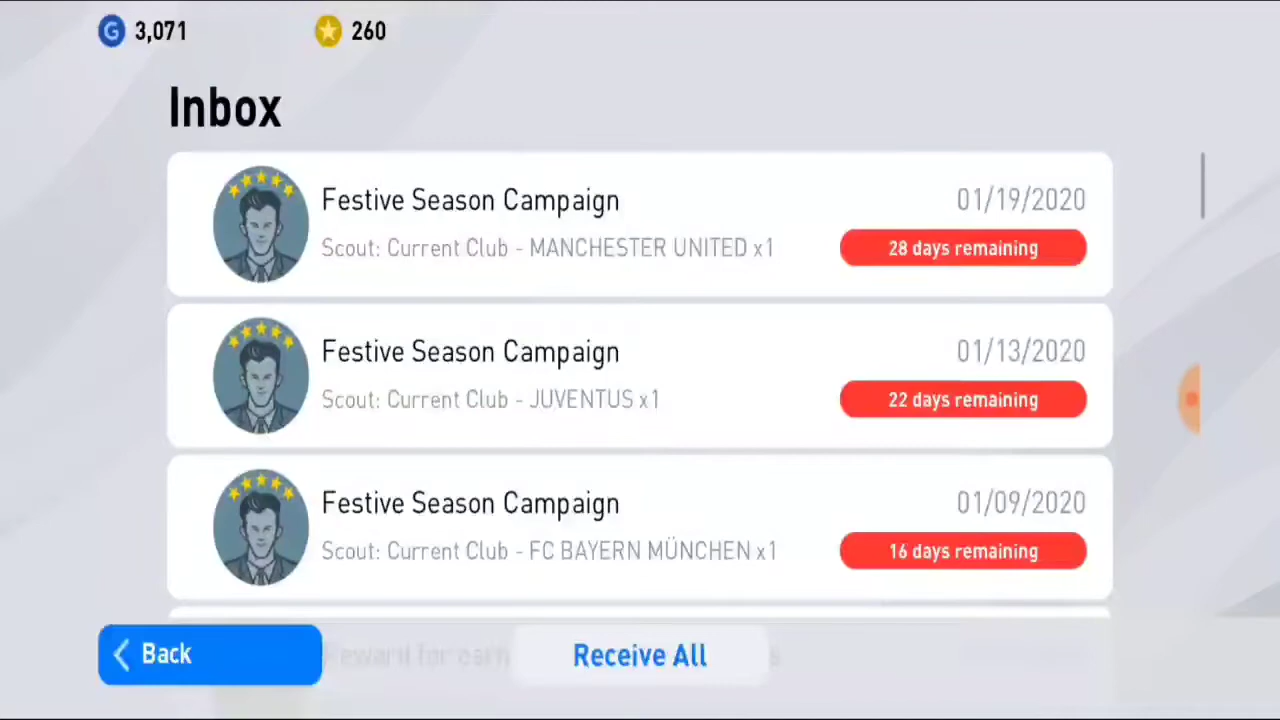 G 3,071
260
Inbox
Festive Season Campaign
01/19/2020
Scout: Current Club - MANCHESTER UNITED x1
28 days remaining
Festive Season Campaign
01/13/2020
Scout: Current Club - JUVENTUS x1
22 days remaining
Festive Season Campaign
01/09/2020
Scout: Current Club - FC BAYERN MÜNCHEN x1
16 days remaining
Back
Reward for
Receive All